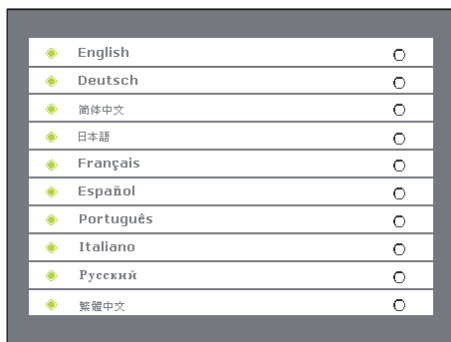 English
Deutsch
简体中文
日本語
Français
Español
Português
Italiano
Русский
繁體中文